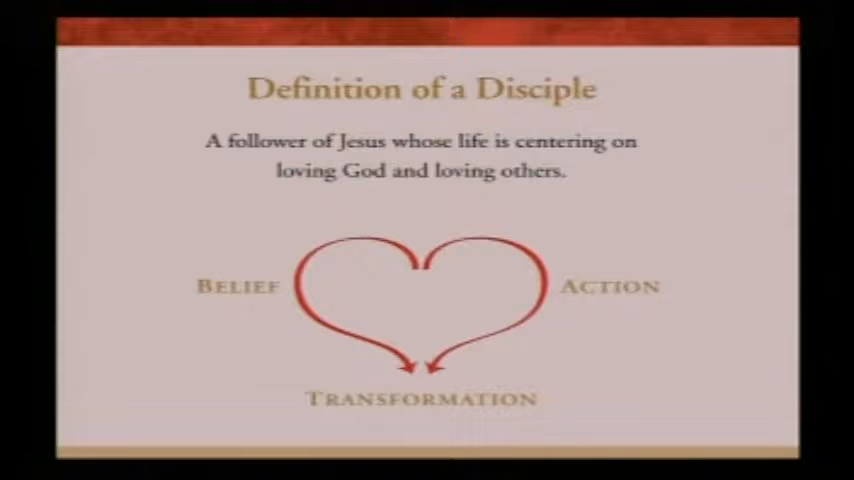 Definition of a Disciple
A follower of Jesus whose life is centering on
loving God and loving others.
BELIEF
ACTION
TRANSFORMATION